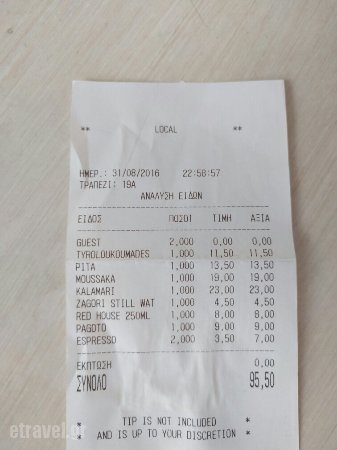 ** LOCAL **
ΗΜΕΡ.: 31/08/2016 22:58:57
ΤΡΑΠΕΖΙ: 19Α
ΑΝΑΛΥΣΗ ΕΙΔΩΝ
ΕΙΔΟΣ ΠΟΣΟΤ ΤΙΜΗ ΑΞΙΑ
GUEST 2,000 0,00 0,00
TYROLOUKOUMADES 1,000 11,50 11,50
PITA 1,000 13,50 13,50
MOUSSAKA 1,000 19,00 19,00
KALAMARI 1,000 23,00 23,00
ZAGORI STILL WAT 1,000 4,50 4,50
RED HOUSE 250ML 1,000 8,00 8,00
PAGOTO 1,000 9,00 9,00
ESPRESSO 2,000 3,50 7,00
ΕΚΠΤΩΣΗ 0,00
ΣΥΝΟΛΟ 95,50
* TIP IS NOT INCLUDED *
* AND IS UP TO YOUR DISCRETION *
etravel.gr